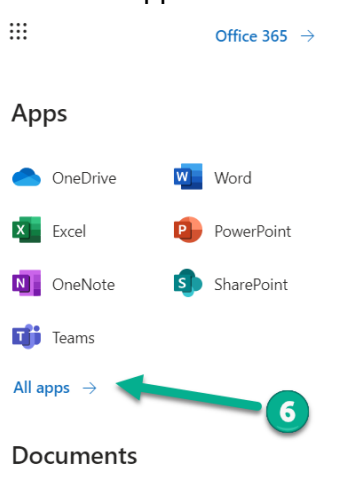 Office 365 →
Apps
OneDrive
W Word
X Excel
P PowerPoint
N OneNote
S SharePoint
T Teams
All apps →
6
Documents